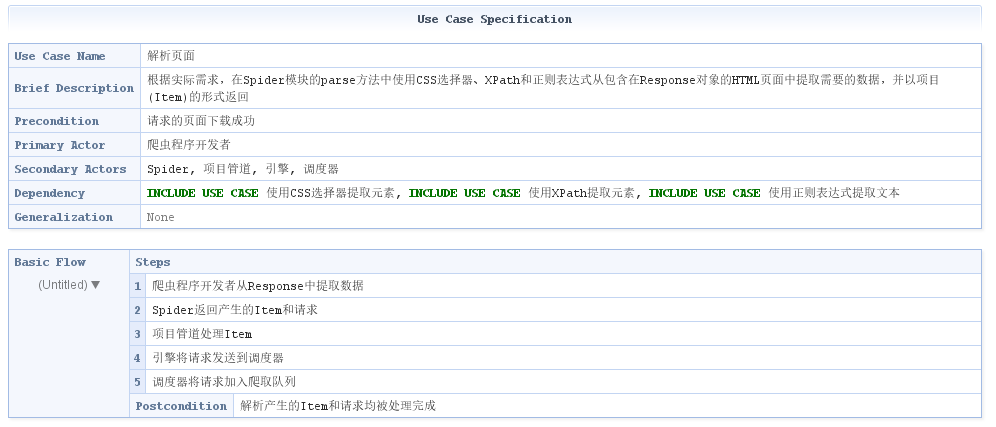 Use Case Specification
Use Case Name 解析页面
Brief Description 根据实际需求，在Spider模块的parse方法中使用CSS选择器、XPath和正则表达式从包含在Response对象的HTML页面中提取需要的数据，并以项目
(Item)的形式返回
Precondition 请求的页面下载成功
Primary Actor 爬虫程序开发者
Secondary Actors Spider, 项目管道, 引擎, 调度器
Dependency INCLUDE USE CASE 使用CSS选择器提取元素, INCLUDE USE CASE 使用XPath提取元素, INCLUDE USE CASE 使用正则表达式提取文本
Generalization None
Basic Flow Steps
(Untitled) ▼
1 爬虫程序开发者从Response中提取数据
2 Spider返回产生的Item和请求
3 项目管道处理Item
4 引擎将请求发送到调度器
5 调度器将请求加入爬取队列
Postcondition 解析产生的Item和请求均被处理完成